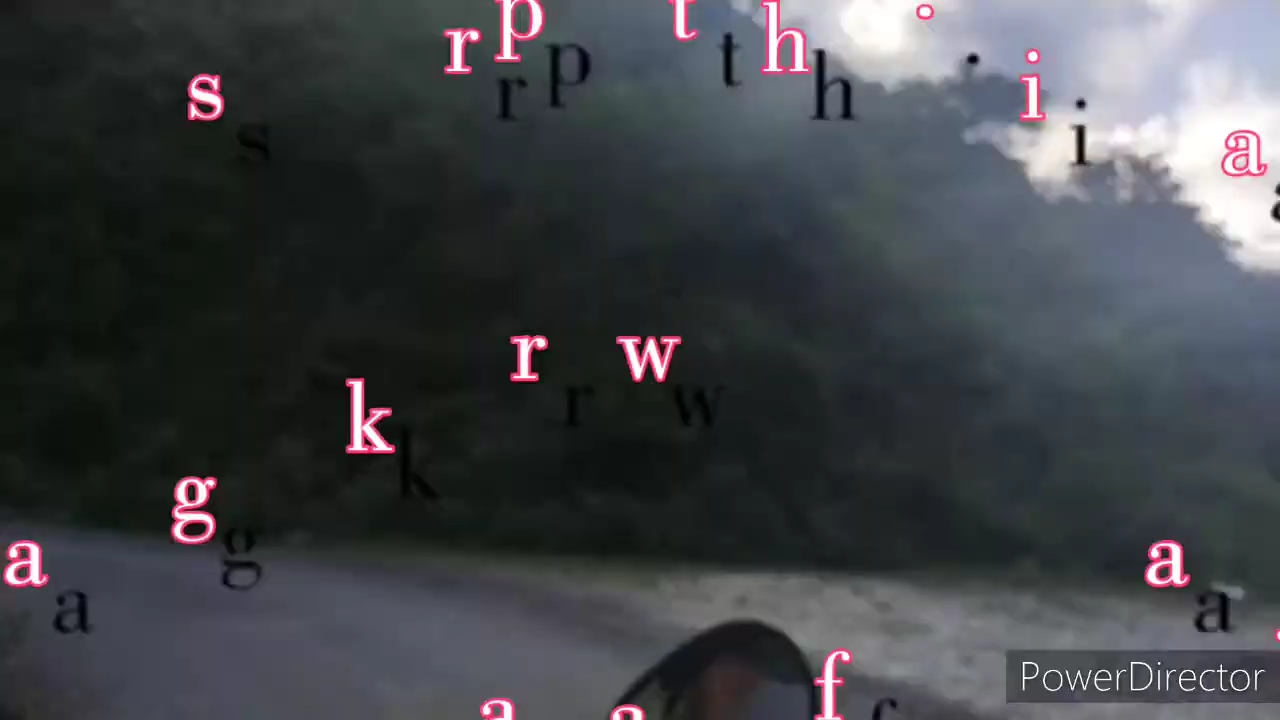 s r p t h i a
k r w
g
a a
a a f
PowerDirector